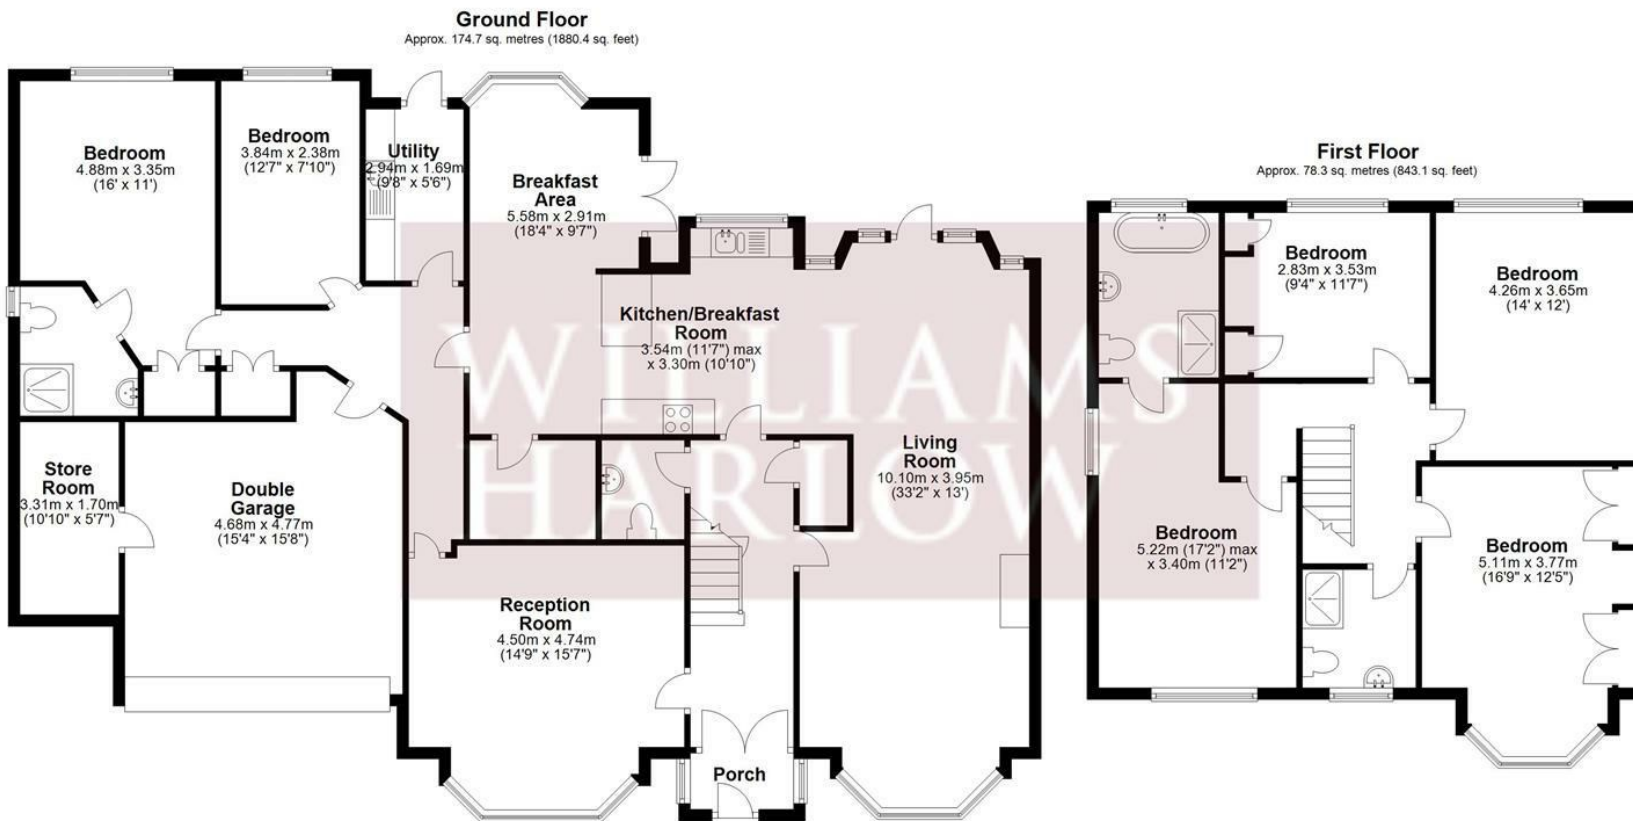 Ground Floor
Approx. 174.7 sq. metres (1880.4 sq. feet)
Bedroom
4.88m x 3.35m
(16' x 11')
Bedroom
3.84m x 2.38m
(12'7" x 7'10")
Utility
2.94m x 1.69m
(9'8" x 5'6")
Breakfast
Area
5.58m x 2.91m
(18'4" x 9'7")
Kitchen/Breakfast
Room
3.54m (11'7") max
x 3.30m (10'10")
Store
Room
3.31m x 1.70m
(10'10" x 5'7")
Double
Garage
4.68m x 4.77m
(15'4" x 15'8")
Living
Room
10.10m x 3.95m
(33'2" x 13')
Reception
Room
4.50m x 4.74m
(14'9" x 15'7")
Porch
First Floor
Approx. 78.3 sq. metres (843.1 sq. feet)
Bedroom
2.83m x 3.53m
(9'4" x 11'7")
Bedroom
4.26m x 3.65m
(14' x 12')
Bedroom
5.22m (17'2") max
x 3.40m (11'2")
Bedroom
5.11m x 3.77m
(16'9" x 12'5")
WILLIAMS
HARLOW